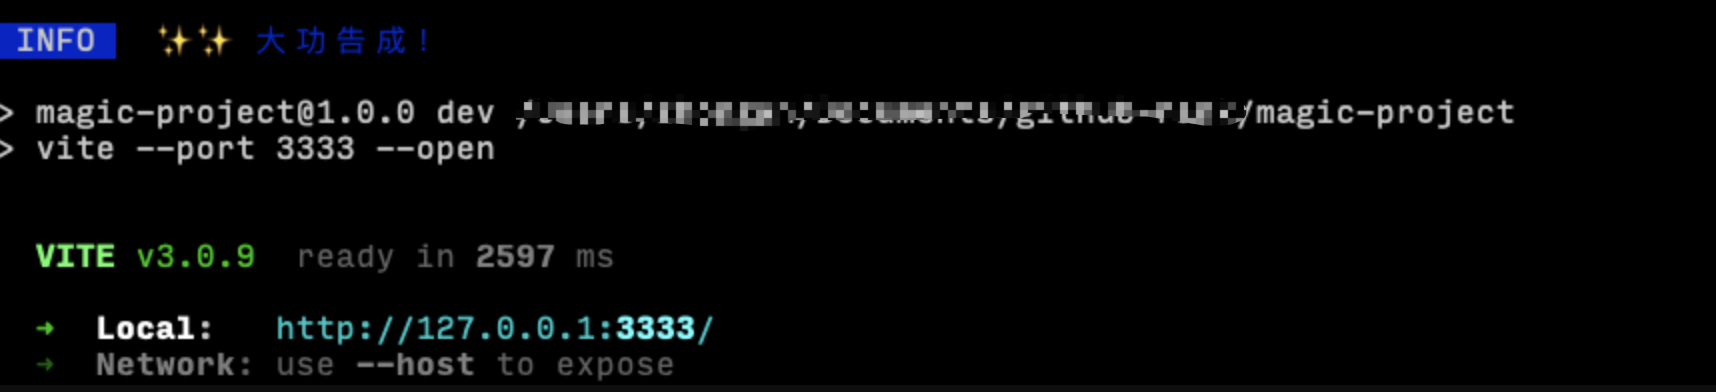 INFO ✨✨ 大功告成！
> magic-project@1.0.0 dev /magic-project
> vite --port 3333 --open
VITE v3.0.9 ready in 2597 ms
➜ Local: http://127.0.0.1:3333/
➜ Network: use --host to expose